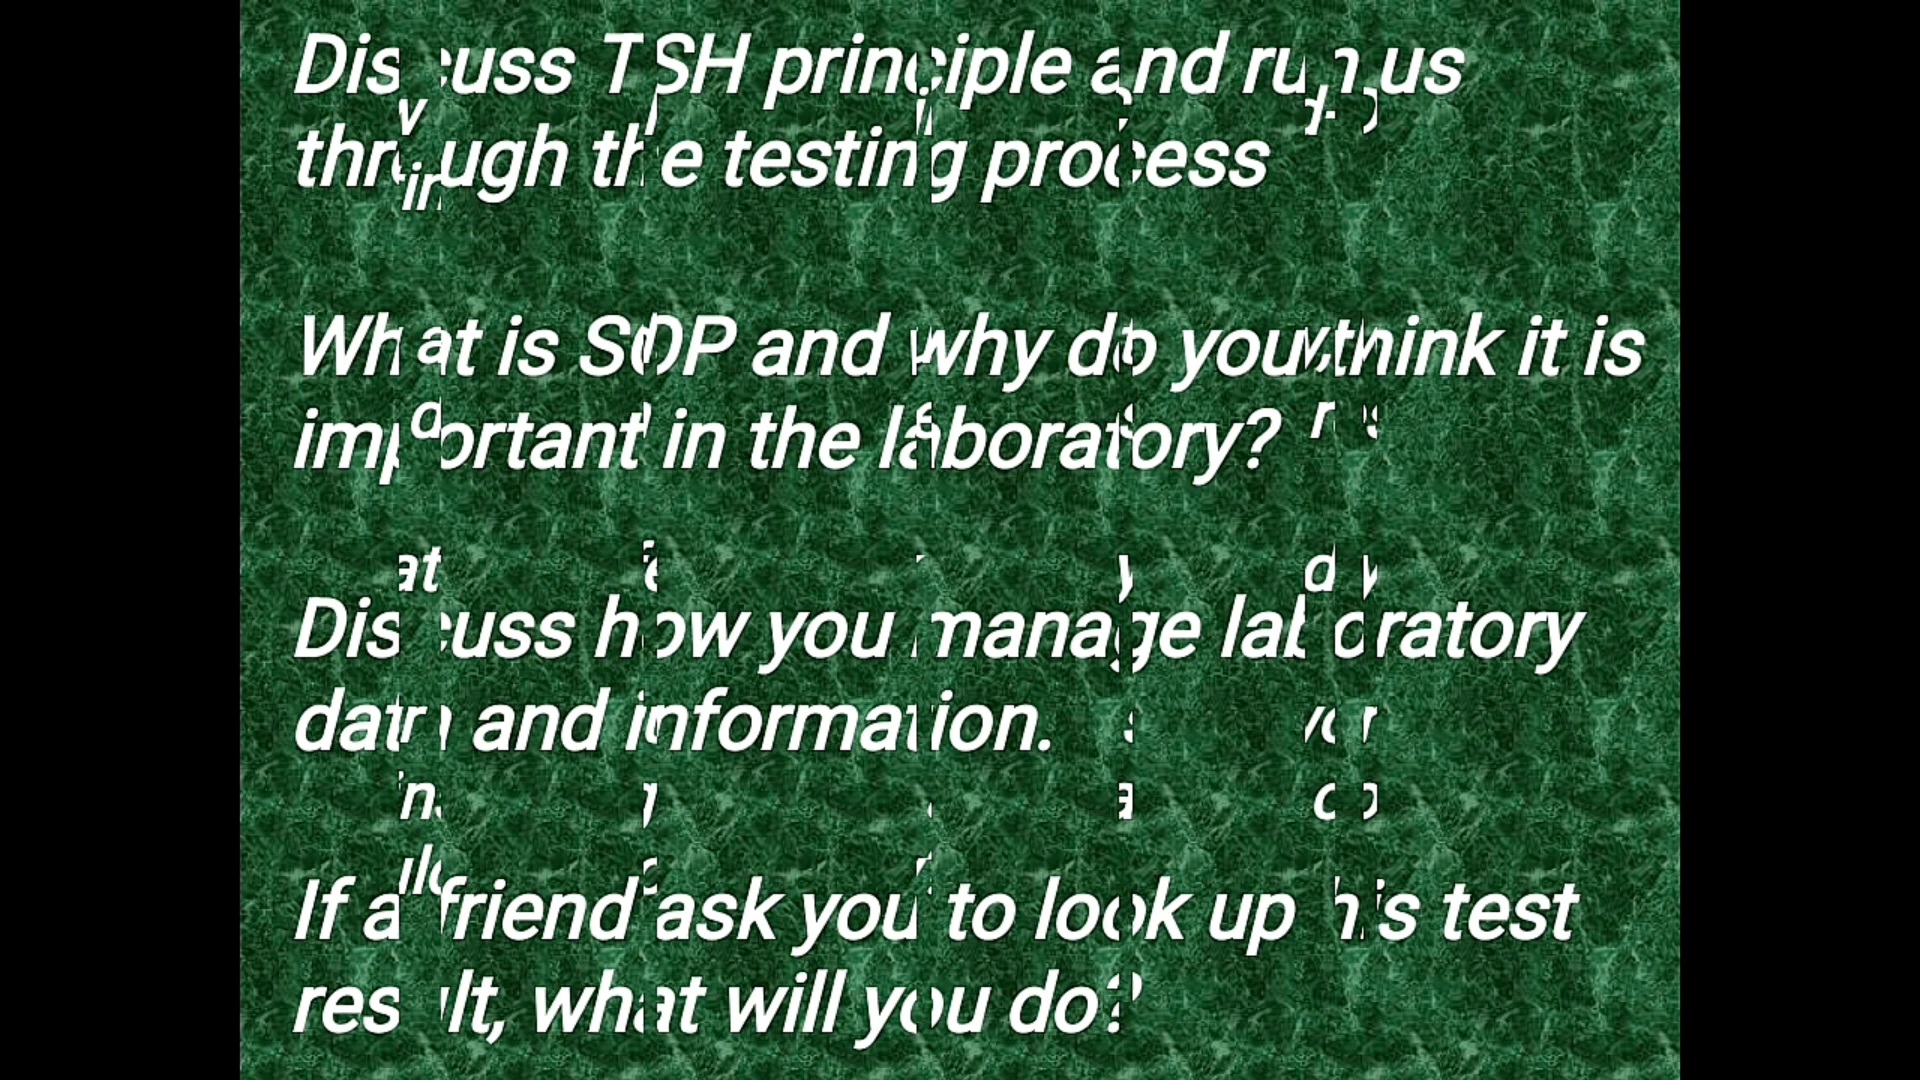 Discuss TSH principle and run us
through the testing process
What is SOP and why do you think it is
important in the laboratory?
Discuss how you manage laboratory
data and information.
If a friend ask you to look up his test
result, what will you do?